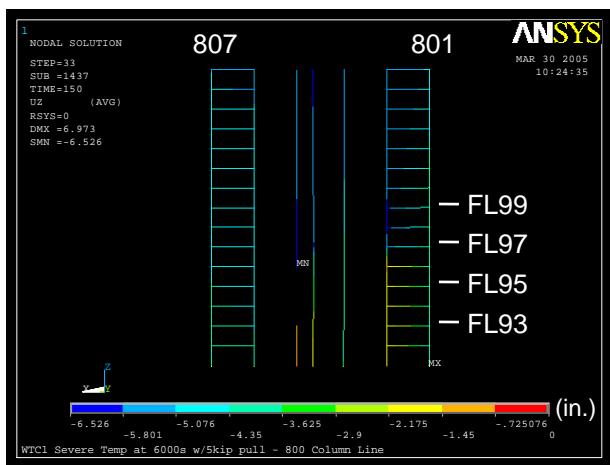 1
NODAL SOLUTION
STEP=33
SUB =1437
TIME=150
UZ (AVG)
RSYS=0
DMX =6.973
SMN =-6.526
807
801
ANSYS
MAR 30 2005
10:24:35
FL99
FL97
MN
FL95
FL93
MX
Z
X Y
(in.)
-6.526 -5.076 -3.625 -2.175 -.725076
-5.801 -4.35 -2.9 -1.45 0
WTC1 Severe Temp at 6000s w/5kip pull - 800 Column Line